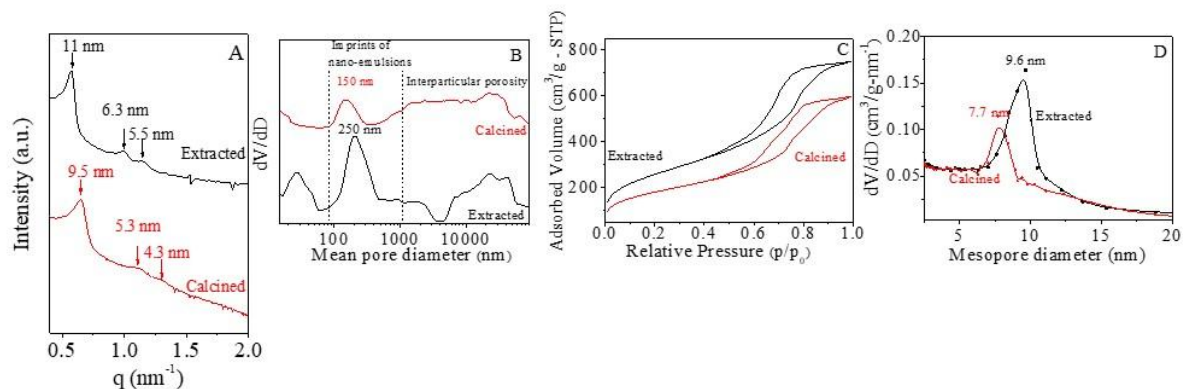 A
11 nm
6.3 nm
5.5 nm
Extracted
9.5 nm
5.3 nm
4.3 nm
Calcined
Intensity (a.u.)
0.5 1.0 1.5 2.0
q (nm⁻¹)
B
Imprints of
nano-emulsions
150 nm
Interparticular porosity
Calcined
250 nm
Extracted
dV/dD
100 1000 10000
Mean pore diameter (nm)
C
800
600
400
200
Extracted
Calcined
Adsorbed Volume (cm³/g - STP)
0.0 0.2 0.4 0.6 0.8 1.0
Relative Pressure (p/p₀)
D
0.20
0.15
0.10
0.05
9.6 nm
7.7 nm
Extracted
Calcined
dV/dD (cm³/g-nm⁻¹)
5 10 15 20
Mesopore diameter (nm)